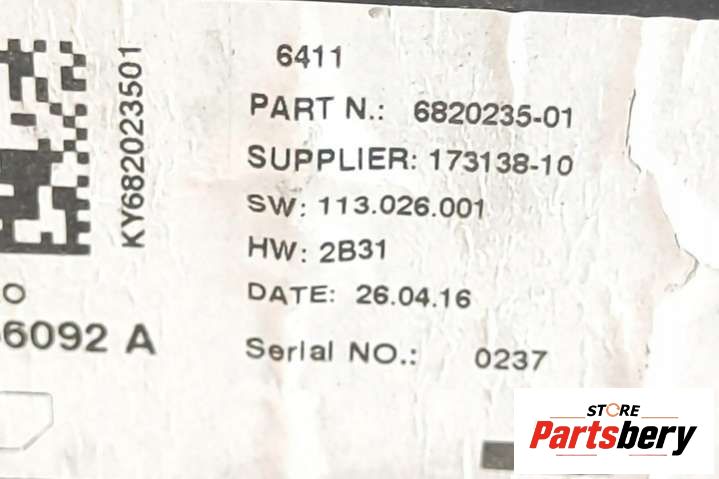 6411
PART N.: 6820235-01
SUPPLIER: 173138-10
SW: 113.026.001
HW: 2B31
DATE: 26.04.16
Serial NO.: 0237
KY682023501
O
6092 A
STORE
Partsbery